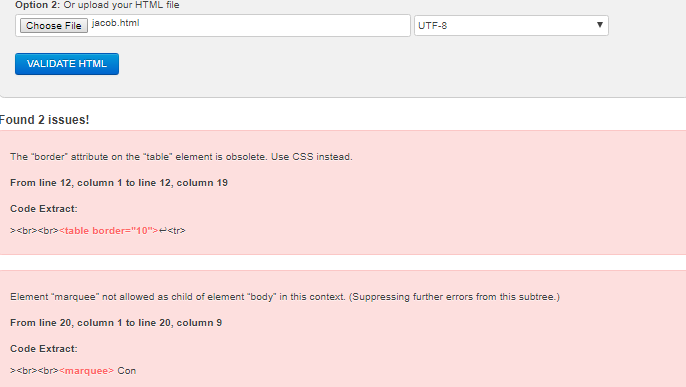 Option 2: Or upload your HTML file
Choose File jacob.html UTF-8
VALIDATE HTML
Found 2 issues!
The "border" attribute on the "table" element is obsolete. Use CSS instead.
From line 12, column 1 to line 12, column 19
Code Extract:
><br><br><table border="10">↩<tr>
Element "marquee" not allowed as child of element "body" in this context. (Suppressing further errors from this subtree.)
From line 20, column 1 to line 20, column 9
Code Extract:
><br><br><marquee> Con